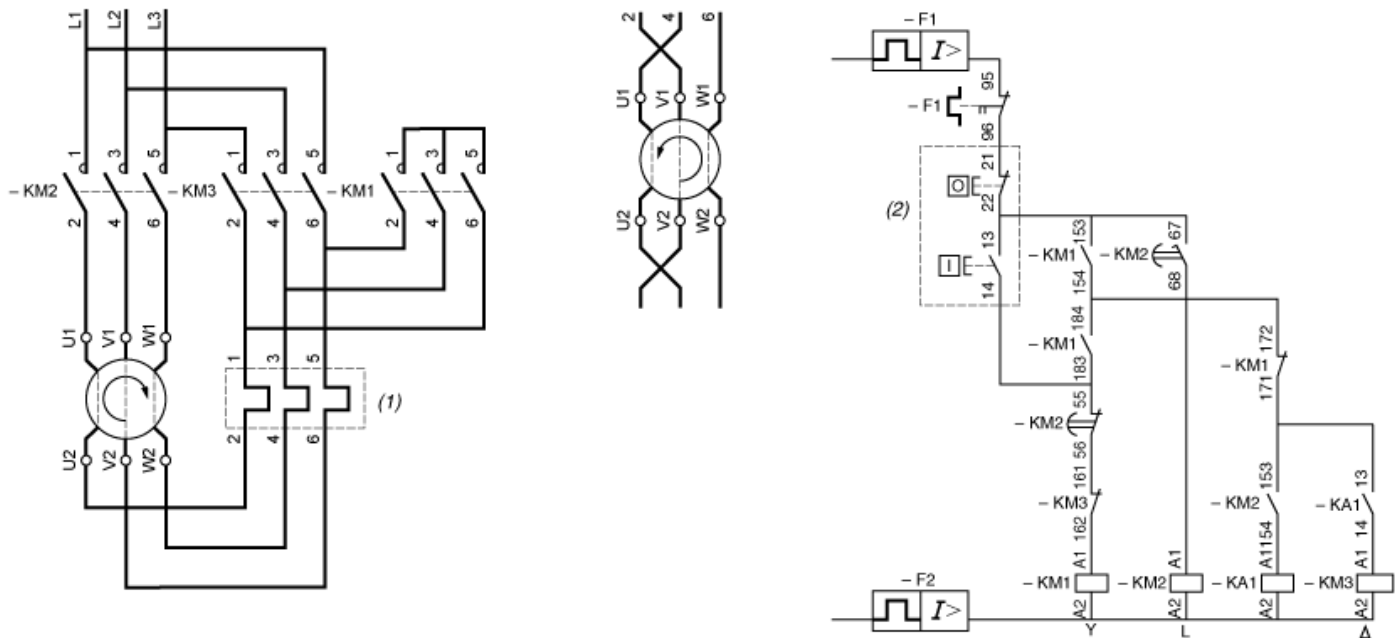 L1 L2 L3
1 3 5 1 3 5 1 3 5
– KM2 – KM3 – KM1
2 4 6 2 4 6 2 4 6
U1 V1 W1
1 3 5
(1)
2 4 6
U2 V2 W2
2 4 6
U1 V1 W1
U2 V2 W2
– F1
I>
95
– F1
96
21
O
22
(2)
13
I
14
153
– KM1
154
67
– KM2
68
184
– KM1
183
172
– KM1
171
55
– KM2
56
161
– KM3
162
153
– KM2
154
13
– KA1
14
A1 A1 A1 A1
– KM1 – KM2 – KA1 – KM3
A2 A2 A2 A2
– F2
I>
Y L Δ